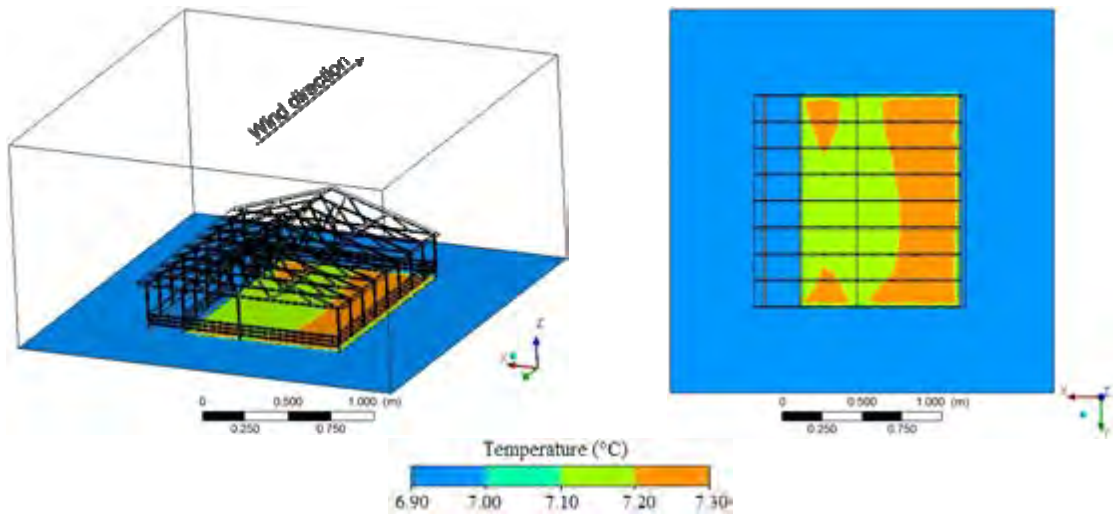 Wind direction
Z
X
0 0.500 1.000 (m)
0.250 0.750
X Z
Y
0 0.500 1.000 (m)
0.250 0.750
Temperature (°C)
6.90 7.00 7.10 7.20 7.30